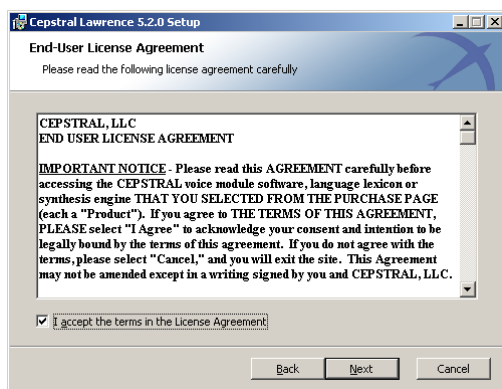 Cepstral Lawrence 5.2.0 Setup
End-User License Agreement
Please read the following license agreement carefully
CEPSTRAL, LLC
END USER LICENSE AGREEMENT
IMPORTANT NOTICE - Please read this AGREEMENT carefully before
accessing the CEPSTRAL voice module software, language lexicon or
synthesis engine THAT YOU SELECTED FROM THE PURCHASE PAGE
(each a "Product"). If you agree to THE TERMS OF THIS AGREEMENT,
PLEASE select "I Agree" to acknowledge your consent and intention to be
legally bound by the terms of this agreement. If you do not agree with the
terms, please select "Cancel," and you will exit the site. This Agreement
may not be amended except in a writing signed by you and CEPSTRAL, LLC.
I accept the terms in the License Agreement
Back Next Cancel